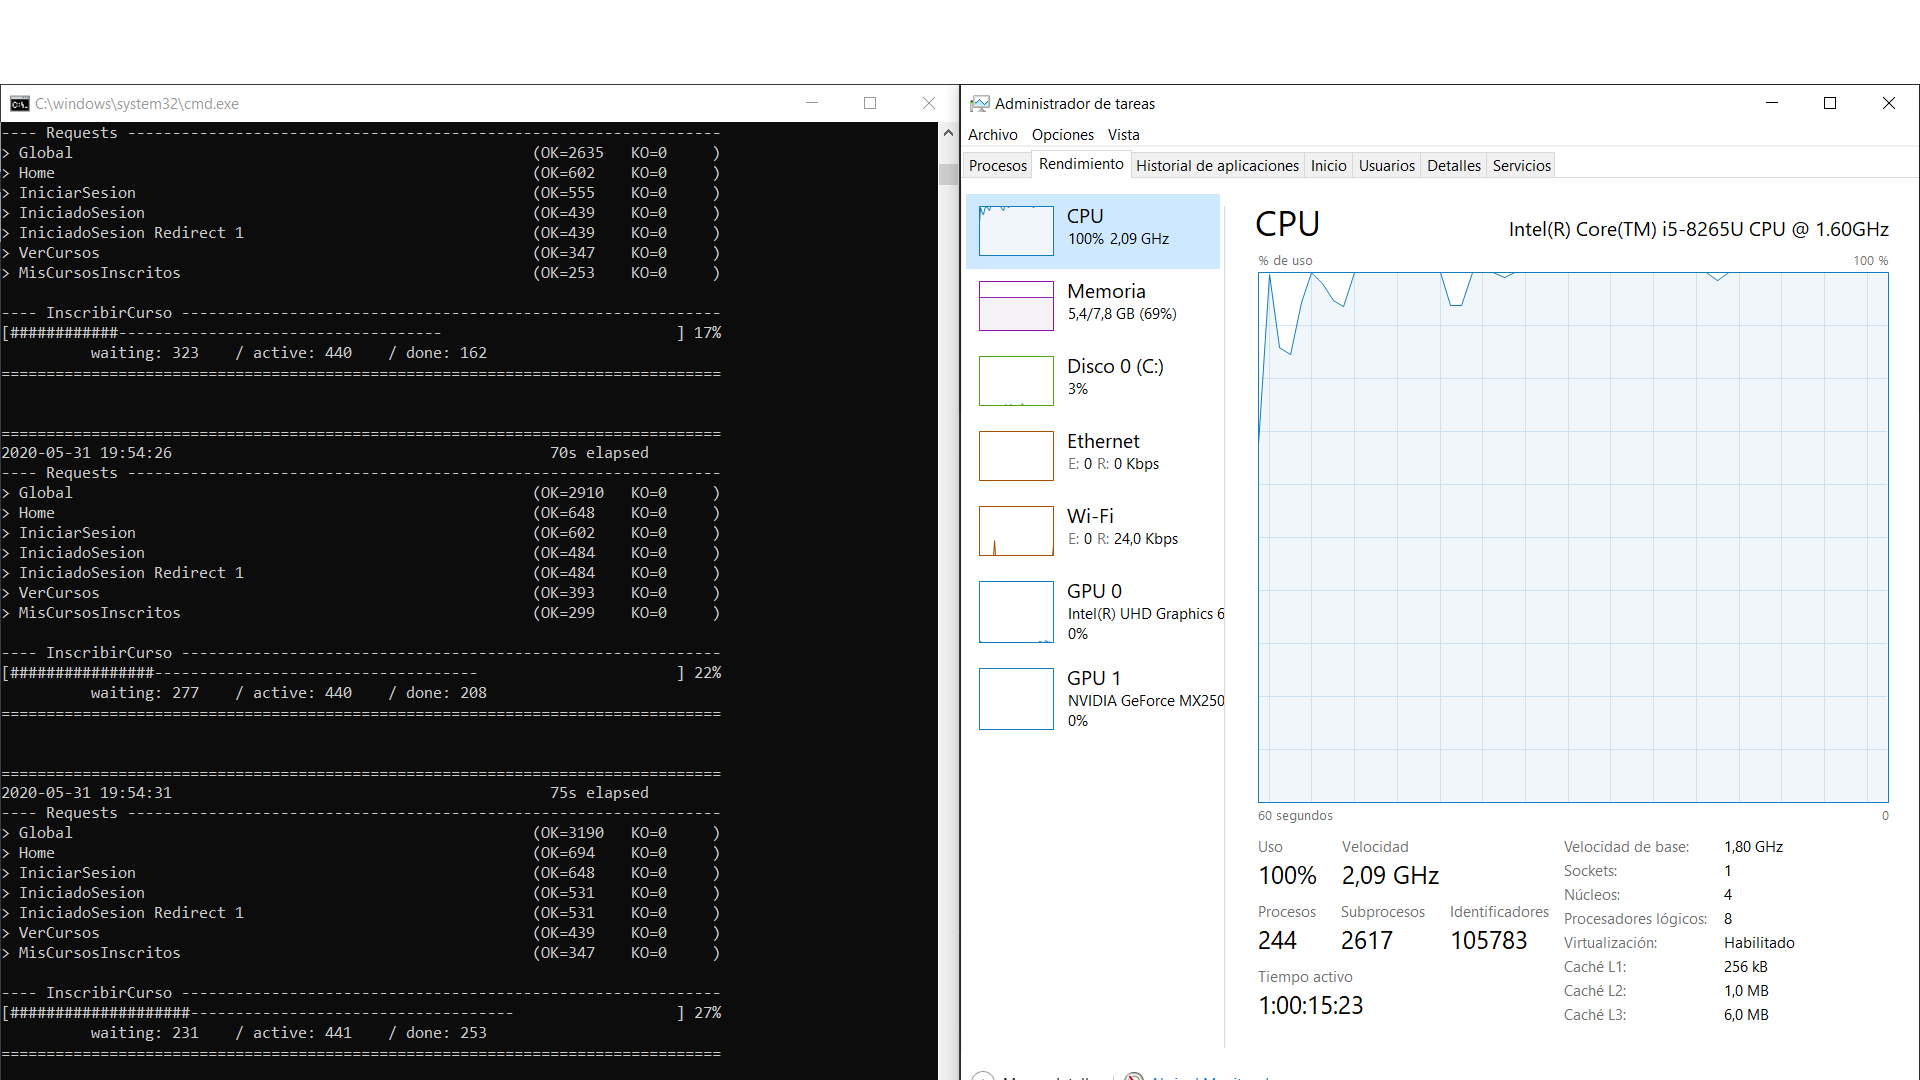 C:\windows\system32\cmd.exe
---- Requests ------------------------------------------------------------------
> Global (OK=2635 KO=0 )
> Home (OK=602 KO=0 )
> IniciarSesion (OK=555 KO=0 )
> IniciadoSesion (OK=439 KO=0 )
> IniciadoSesion Redirect 1 (OK=439 KO=0 )
> VerCursos (OK=347 KO=0 )
> MisCursosInscritos (OK=253 KO=0 )
---- InscribirCurso ------------------------------------------------------------
[############------------------------------------ ] 17%
waiting: 323 / active: 440 / done: 162
================================================================================
================================================================================
2020-05-31 19:54:26 70s elapsed
---- Requests ------------------------------------------------------------------
> Global (OK=2910 KO=0 )
> Home (OK=648 KO=0 )
> IniciarSesion (OK=602 KO=0 )
> IniciadoSesion (OK=484 KO=0 )
> IniciadoSesion Redirect 1 (OK=484 KO=0 )
> VerCursos (OK=393 KO=0 )
> MisCursosInscritos (OK=299 KO=0 )
---- InscribirCurso ------------------------------------------------------------
[################------------------------------------ ] 22%
waiting: 277 / active: 440 / done: 208
================================================================================
================================================================================
2020-05-31 19:54:31 75s elapsed
---- Requests ------------------------------------------------------------------
> Global (OK=3190 KO=0 )
> Home (OK=694 KO=0 )
> IniciarSesion (OK=648 KO=0 )
> IniciadoSesion (OK=531 KO=0 )
> IniciadoSesion Redirect 1 (OK=531 KO=0 )
> VerCursos (OK=439 KO=0 )
> MisCursosInscritos (OK=347 KO=0 )
---- InscribirCurso ------------------------------------------------------------
[####################------------------------------------ ] 27%
waiting: 231 / active: 441 / done: 253
================================================================================
Administrador de tareas
Archivo Opciones Vista
Procesos Rendimiento Historial de aplicaciones Inicio Usuarios Detalles Servicios
CPU
100% 2,09 GHz
Memoria
5,4/7,8 GB (69%)
Disco 0 (C:)
3%
Ethernet
E: 0 R: 0 Kbps
Wi-Fi
E: 0 R: 24,0 Kbps
GPU 0
Intel(R) UHD Graphics 6
0%
GPU 1
NVIDIA GeForce MX250
0%
CPU Intel(R) Core(TM) i5-8265U CPU @ 1.60GHz
% de uso 100 %
60 segundos 0
Uso Velocidad
100% 2,09 GHz
Procesos Subprocesos Identificadores
244 2617 105783
Tiempo activo
1:00:15:23
Velocidad de base: 1,80 GHz
Sockets: 1
Núcleos: 4
Procesadores lógicos: 8
Virtualización: Habilitado
Caché L1: 256 kB
Caché L2: 1,0 MB
Caché L3: 6,0 MB